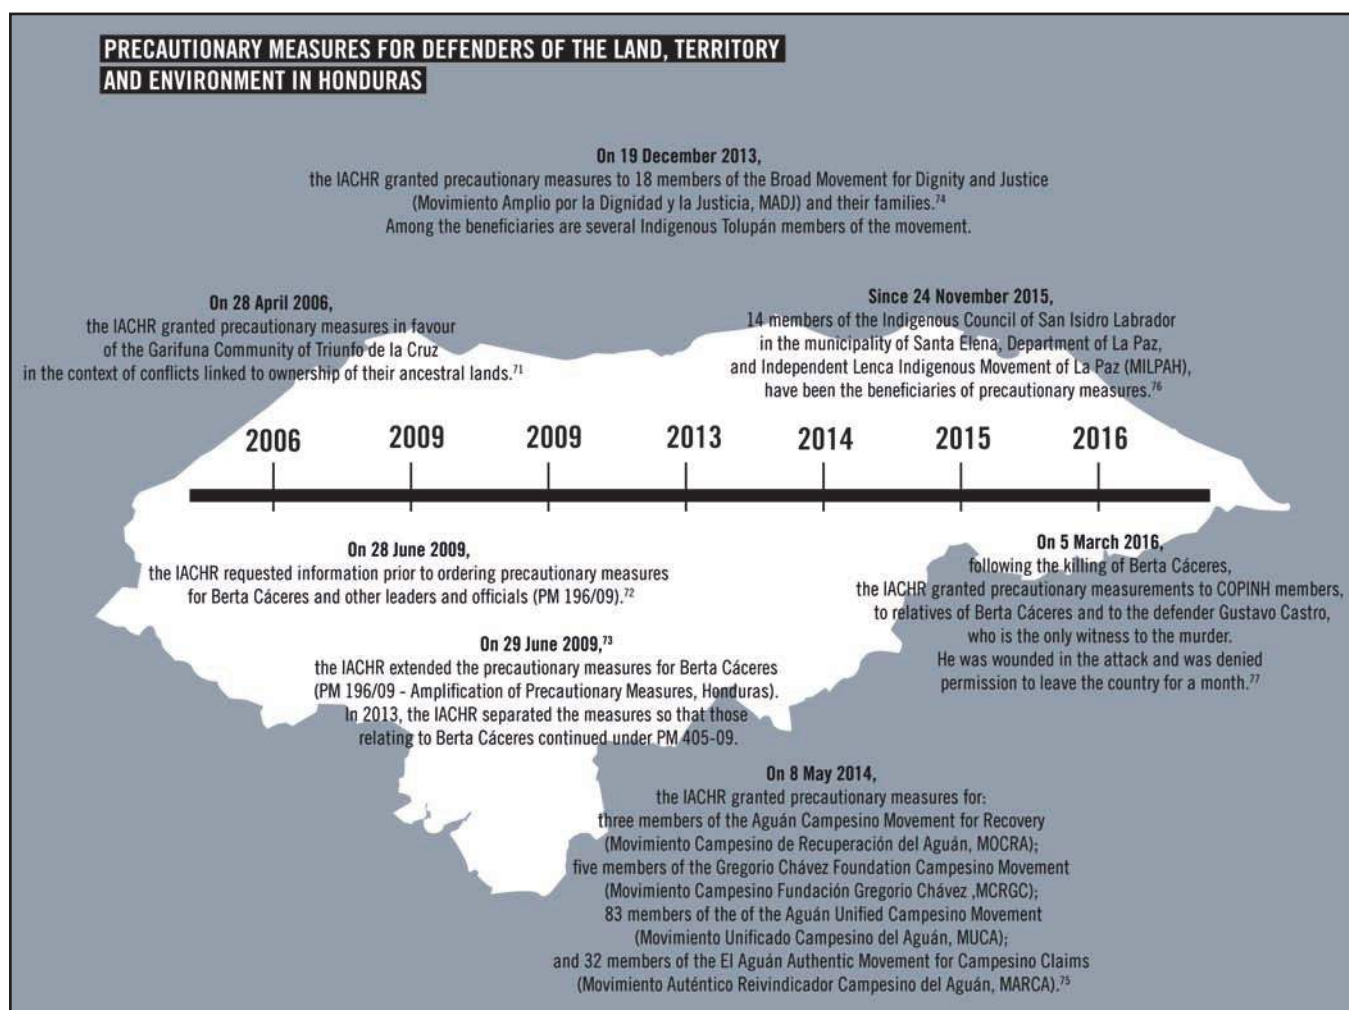 PRECAUTIONARY MEASURES FOR DEFENDERS OF THE LAND, TERRITORY
AND ENVIRONMENT IN HONDURAS
On 19 December 2013,
the IACHR granted precautionary measures to 18 members of the Broad Movement for Dignity and Justice
(Movimiento Amplio por la Dignidad y la Justicia, MADJ) and their families.74
Among the beneficiaries are several Indigenous Tolupán members of the movement.
On 28 April 2006,
the IACHR granted precautionary measures in favour
of the Garifuna Community of Triunfo de la Cruz
in the context of conflicts linked to ownership of their ancestral lands.71
Since 24 November 2015,
14 members of the Indigenous Council of San Isidro Labrador
in the municipality of Santa Elena, Department of La Paz,
and Independent Lenca Indigenous Movement of La Paz (MILPAH),
have been the beneficiaries of precautionary measures.76
2006 2009 2009 2013 2014 2015 2016
On 28 June 2009,
the IACHR requested information prior to ordering precautionary measures
for Berta Cáceres and other leaders and officials (PM 196/09).72
On 29 June 2009,73
the IACHR extended the precautionary measures for Berta Cáceres
(PM 196/09 - Amplification of Precautionary Measures, Honduras).
In 2013, the IACHR separated the measures so that those
relating to Berta Cáceres continued under PM 405-09.
On 5 March 2016,
following the killing of Berta Cáceres,
the IACHR granted precautionary measurements to COPINH members,
to relatives of Berta Cáceres and to the defender Gustavo Castro,
who is the only witness to the murder.
He was wounded in the attack and was denied
permission to leave the country for a month.77
On 8 May 2014,
the IACHR granted precautionary measures for:
three members of the Aguán Campesino Movement for Recovery
(Movimiento Campesino de Recuperación del Aguán, MOCRA);
five members of the Gregorio Chávez Foundation Campesino Movement
(Movimiento Campesino Fundación Gregorio Chávez ,MCRGC);
83 members of the of the Aguán Unified Campesino Movement
(Movimiento Unificado Campesino del Aguán, MUCA);
and 32 members of the El Aguán Authentic Movement for Campesino Claims
(Movimiento Auténtico Reivindicador Campesino del Aguán, MARCA).75